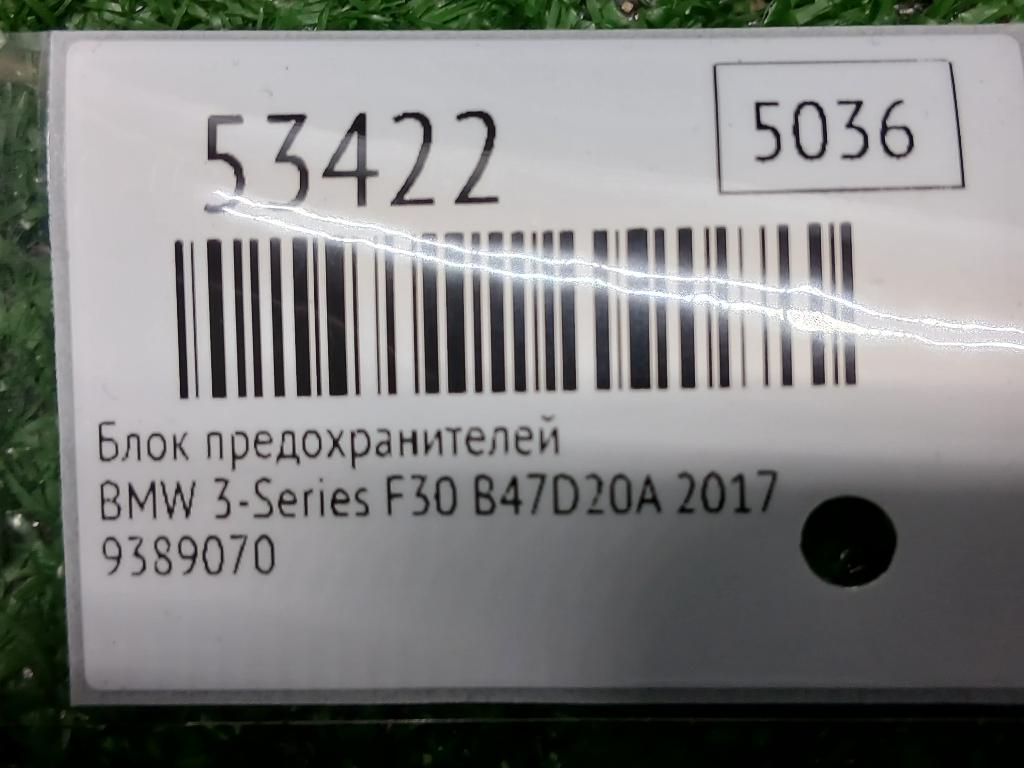 53422
5036
Блок предохранителей
BMW 3-Series F30 B47D20A 2017
9389070